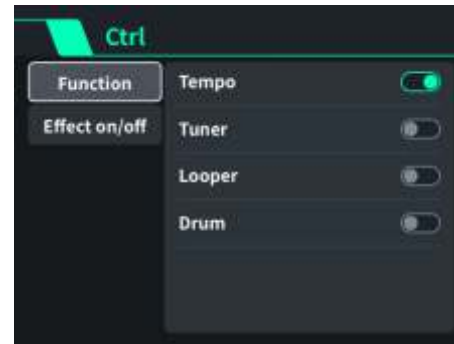 Ctrl
Function
Effect on/off
Tempo
Tuner
Looper
Drum